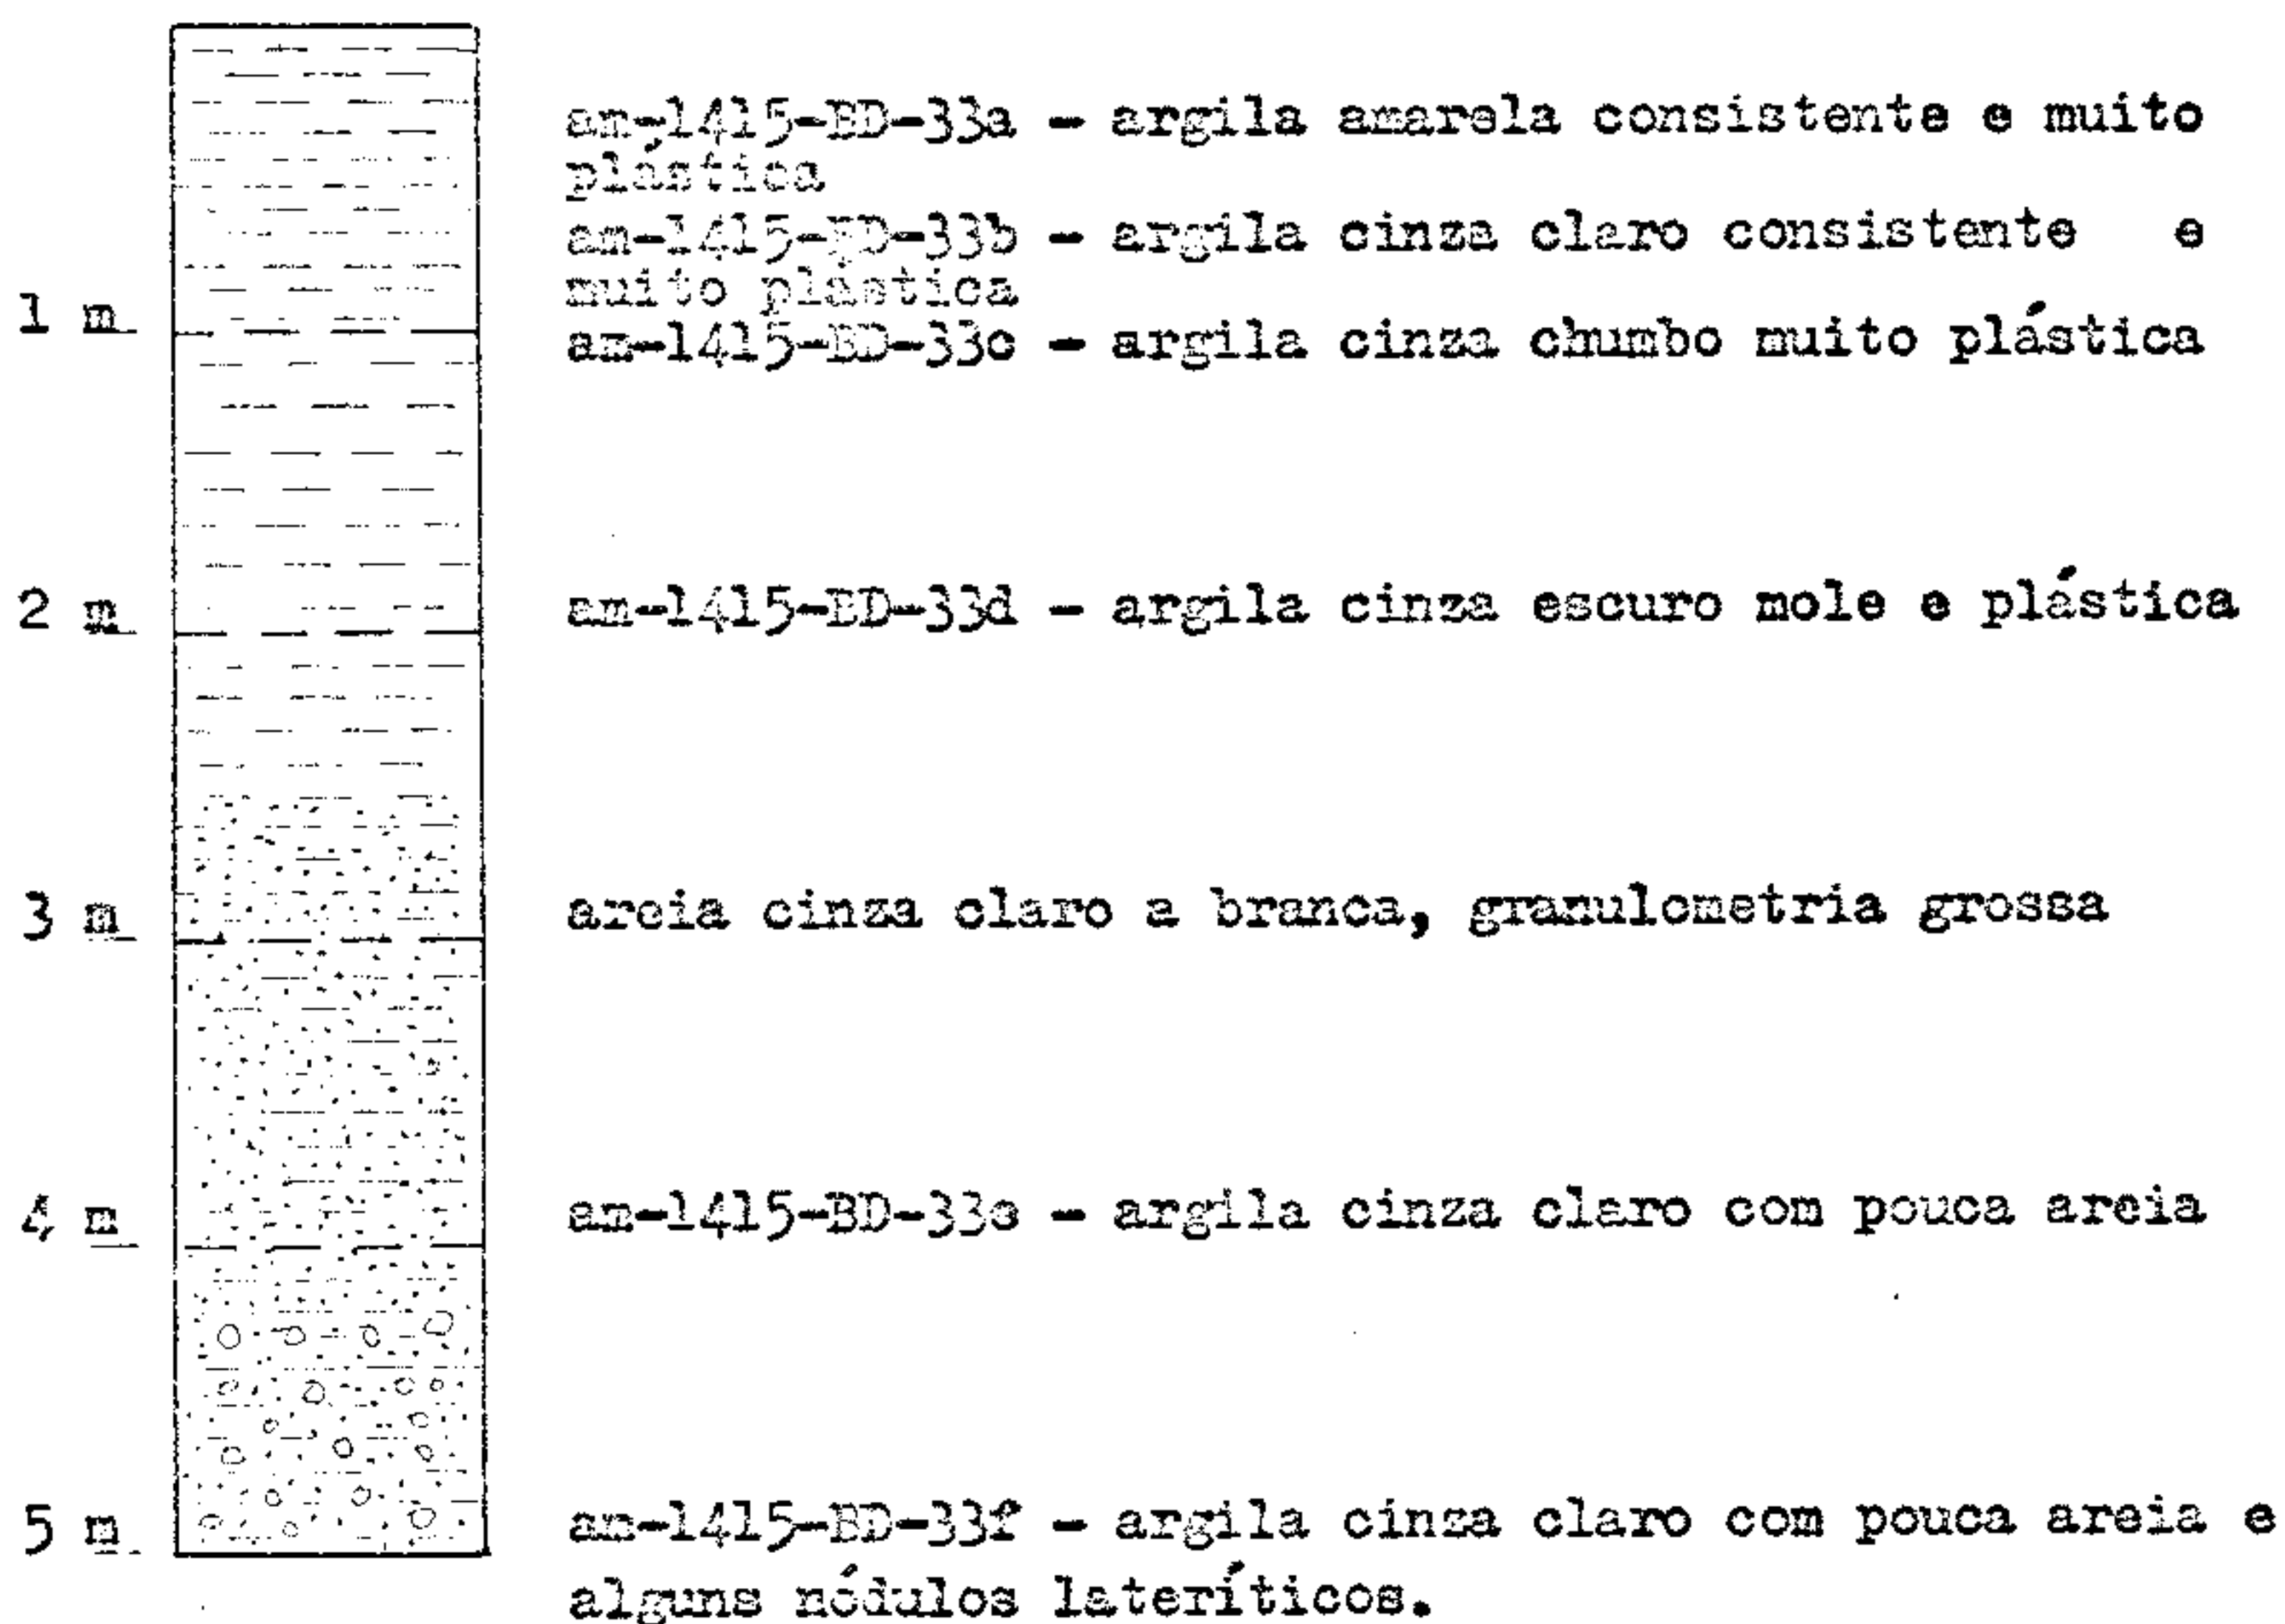 am-1415-BD-33a - argila amarela consistente e muito
plástica
am-1415-BD-33b - argila cinza claro consistente e
muito plástica
1 m
am-1415-BD-33c - argila cinza chumbo muito plástica
2 m
am-1415-BD-33d - argila cinza escuro mole e plástica
3 m
areia cinza claro a branca, granulometria grossa
4 m
am-1415-BD-33e - argila cinza claro com pouca areia
5 m
am-1415-BD-33f - argila cinza claro com pouca areia e
alguns nódulos lateríticos.